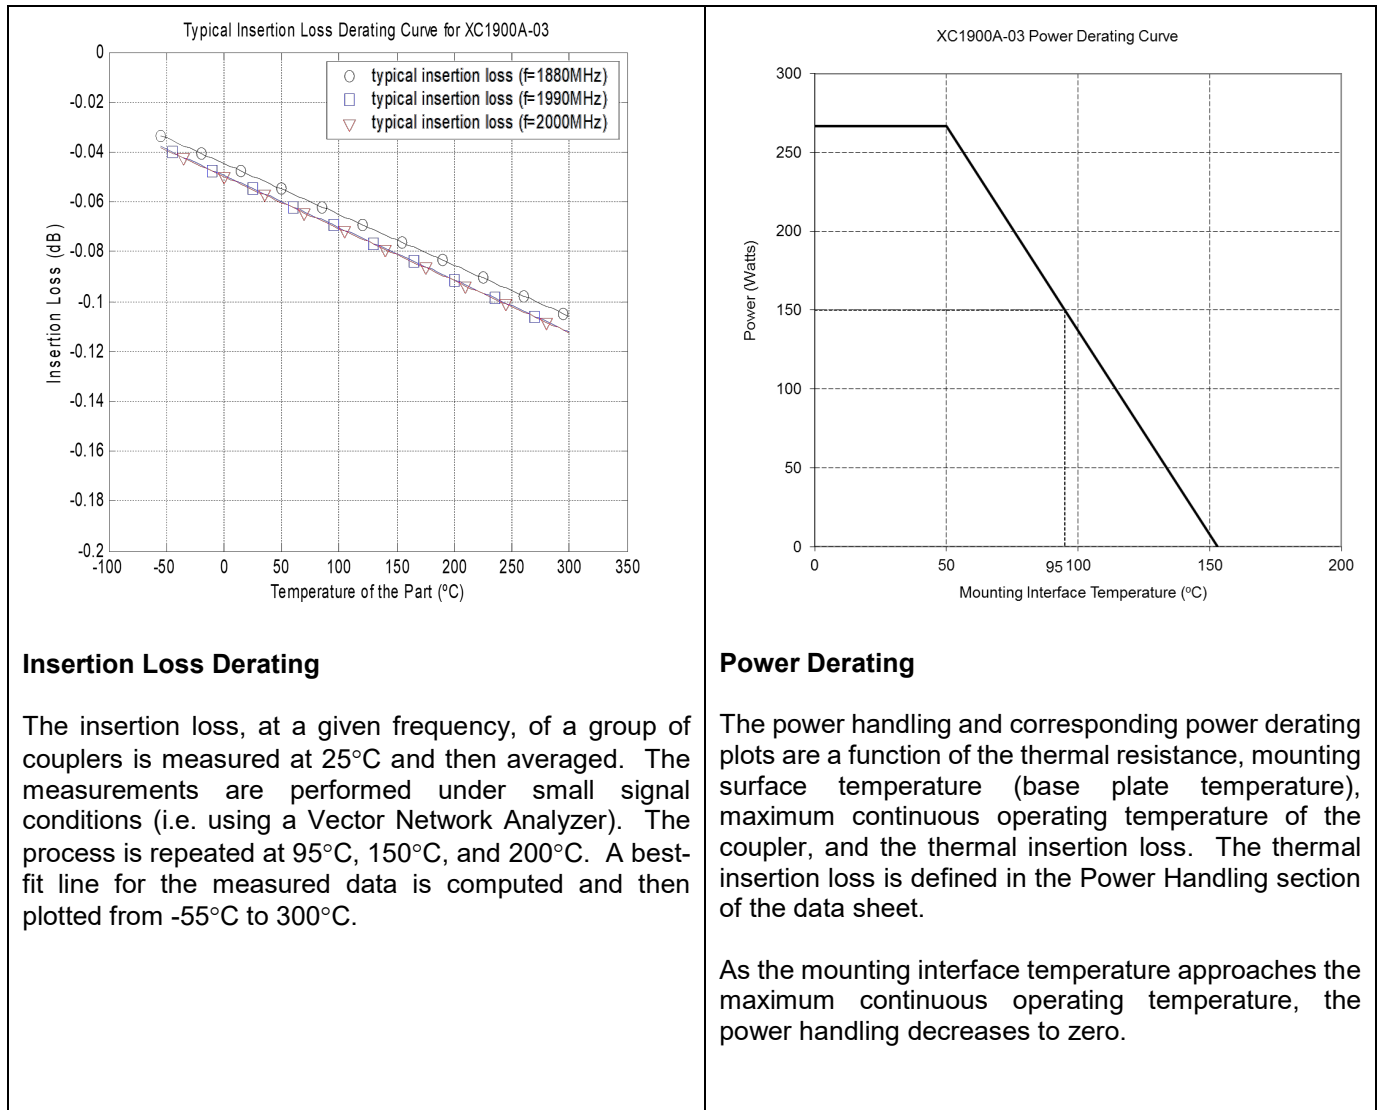 Typical Insertion Loss Derating Curve for XC1900A-03
0
-0.02
-0.04
-0.06
-0.08
-0.1
-0.12
-0.14
-0.16
-0.18
-0.2
Insertion Loss (dB)
typical insertion loss (f=1880MHz)
typical insertion loss (f=1990MHz)
typical insertion loss (f=2000MHz)
-100 -50 0 50 100 150 200 250 300 350
Temperature of the Part (ºC)
Insertion Loss Derating
The insertion loss, at a given frequency, of a group of
couplers is measured at 25°C and then averaged. The
measurements are performed under small signal
conditions (i.e. using a Vector Network Analyzer). The
process is repeated at 95°C, 150°C, and 200°C. A best-
fit line for the measured data is computed and then
plotted from -55°C to 300°C.
XC1900A-03 Power Derating Curve
300
250
200
150
100
50
0
Power (Watts)
0 50 95 100 150 200
Mounting Interface Temperature (ºC)
Power Derating
The power handling and corresponding power derating
plots are a function of the thermal resistance, mounting
surface temperature (base plate temperature),
maximum continuous operating temperature of the
coupler, and the thermal insertion loss. The thermal
insertion loss is defined in the Power Handling section
of the data sheet.
As the mounting interface temperature approaches the
maximum continuous operating temperature, the
power handling decreases to zero.